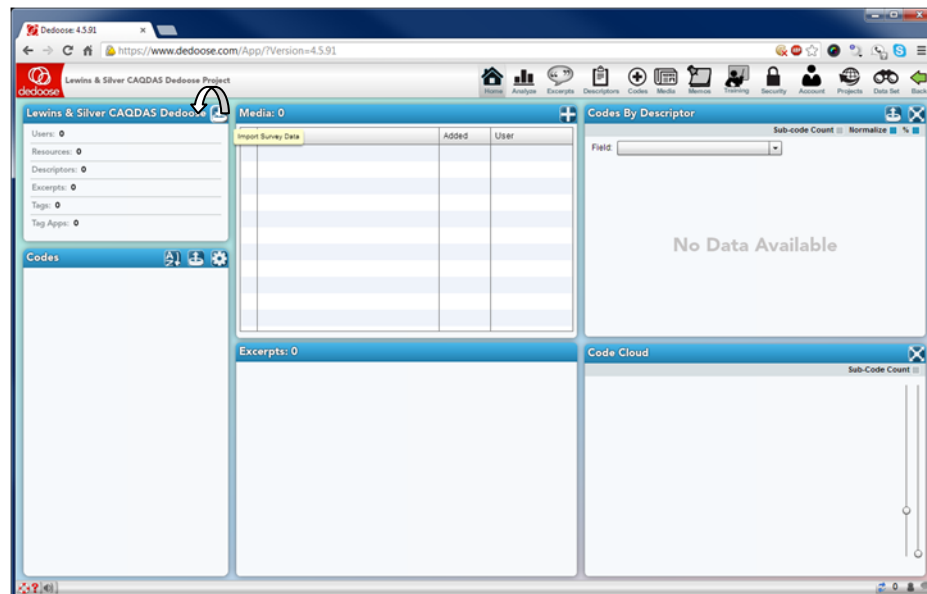 Dedoose: 4.5.91
https://www.dedoose.com/App/?Version=4.5.91
dedoose
Lewins & Silver CAQDAS Dedoose Project
Home Analyze Excerpts Descriptors Codes Media Memos Training Security Account Projects Data Set Back
Lewins & Silver CAQDAS Dedoose
Users: 0
Resources: 0
Descriptors: 0
Excerpts: 0
Tags: 0
Tag Apps: 0
Codes
Media: 0
Import Survey Data
Added User
Excerpts: 0
Codes By Descriptor
Sub-code Count Normalize %
Field:
No Data Available
Code Cloud
Sub-Code Count
0